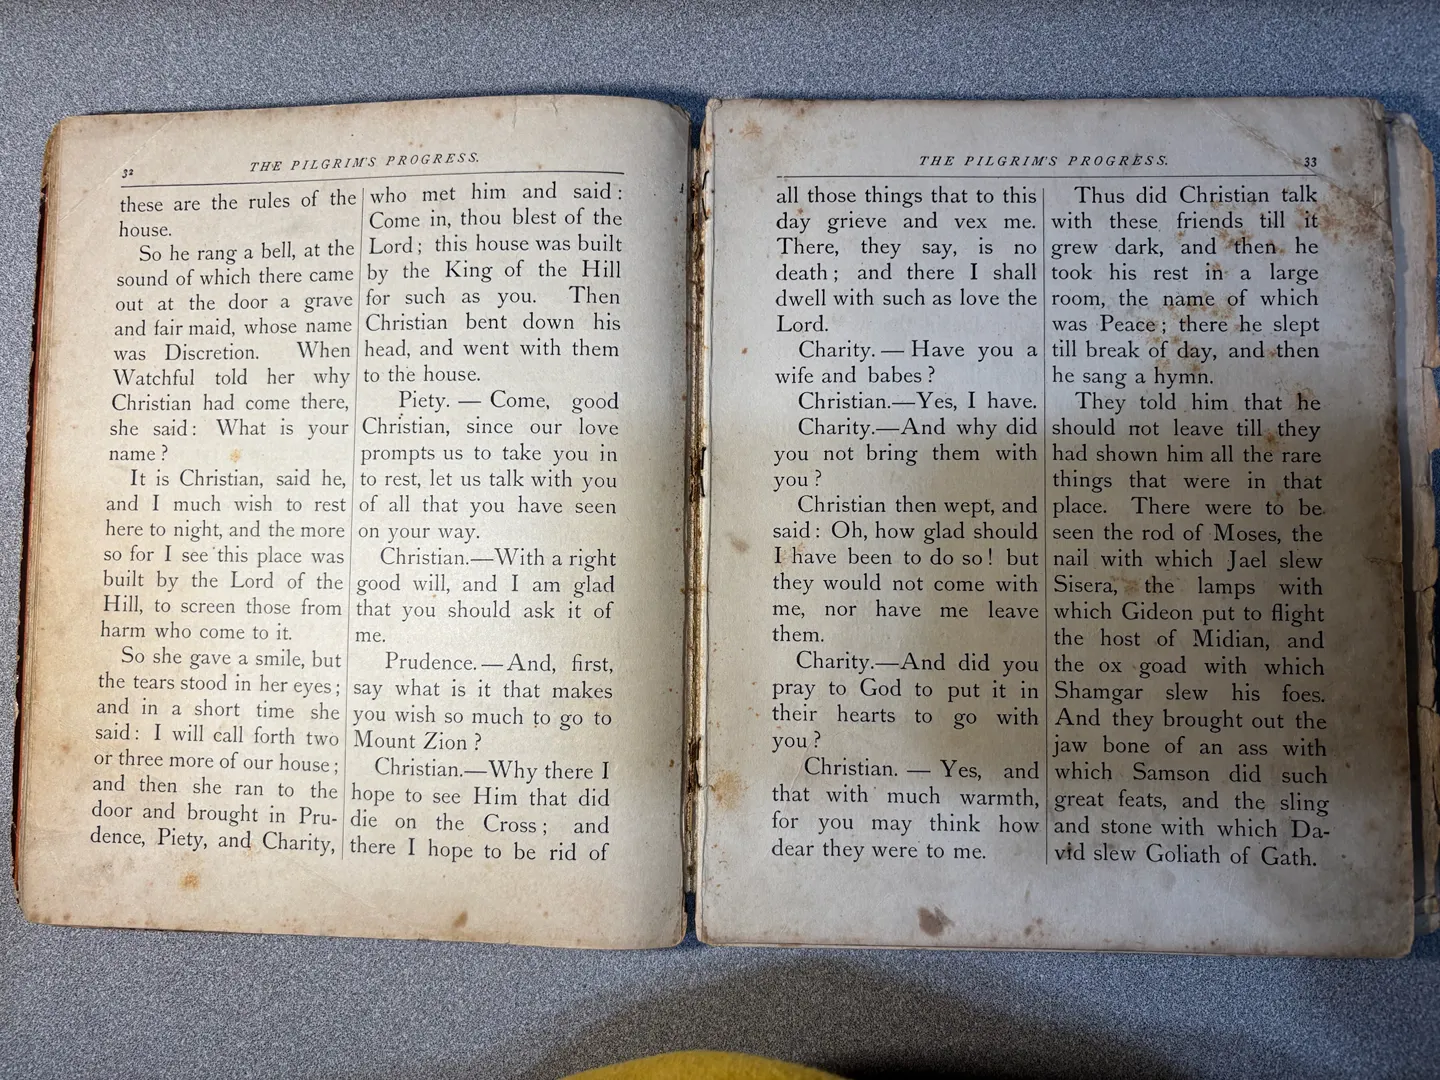 32
THE PILGRIM'S PROGRESS.
these are the rules of the
house.
So he rang a bell, at the
sound of which there came
out at the door a grave
and fair maid, whose name
was Discretion. When
Watchful told her why
Christian had come there,
she said: What is your
name?
It is Christian, said he,
and I much wish to rest
here to night, and the more
so for I see this place was
built by the Lord of the
Hill, to screen those from
harm who come to it.
So she gave a smile, but
the tears stood in her eyes;
and in a short time she
said: I will call forth two
or three more of our house;
and then she ran to the
door and brought in Pru-
dence, Piety, and Charity,
who met him and said:
Come in, thou blest of the
Lord; this house was built
by the King of the Hill
for such as you. Then
Christian bent down his
head, and went with them
to the house.
Piety. — Come, good
Christian, since our love
prompts us to take you in
to rest, let us talk with you
of all that you have seen
on your way.
Christian.—With a right
good will, and I am glad
that you should ask it of
me.
Prudence.—And, first,
say what is it that makes
you wish so much to go to
Mount Zion?
Christian.—Why there I
hope to see Him that did
die on the Cross; and
there I hope to be rid of
THE PILGRIM'S PROGRESS.
33
all those things that to this
day grieve and vex me.
There, they say, is no
death; and there I shall
dwell with such as love the
Lord.
Charity. — Have you a
wife and babes?
Christian.—Yes, I have.
Charity.—And why did
you not bring them with
you?
Christian then wept, and
said: Oh, how glad should
I have been to do so! but
they would not come with
me, nor have me leave
them.
Charity.—And did you
pray to God to put it in
their hearts to go with
you?
Christian. — Yes, and
that with much warmth,
for you may think how
dear they were to me.
Thus did Christian talk
with these friends till it
grew dark, and then he
took his rest in a large
room, the name of which
was Peace; there he slept
till break of day, and then
he sang a hymn.
They told him that he
should not leave till they
had shown him all the rare
things that were in that
place. There were to be
seen the rod of Moses, the
nail with which Jael slew
Sisera, the lamps with
which Gideon put to flight
the host of Midian, and
the ox goad with which
Shamgar slew his foes.
And they brought out the
jaw bone of an ass with
which Samson did such
great feats, and the sling
and stone with which Da-
vid slew Goliath of Gath.